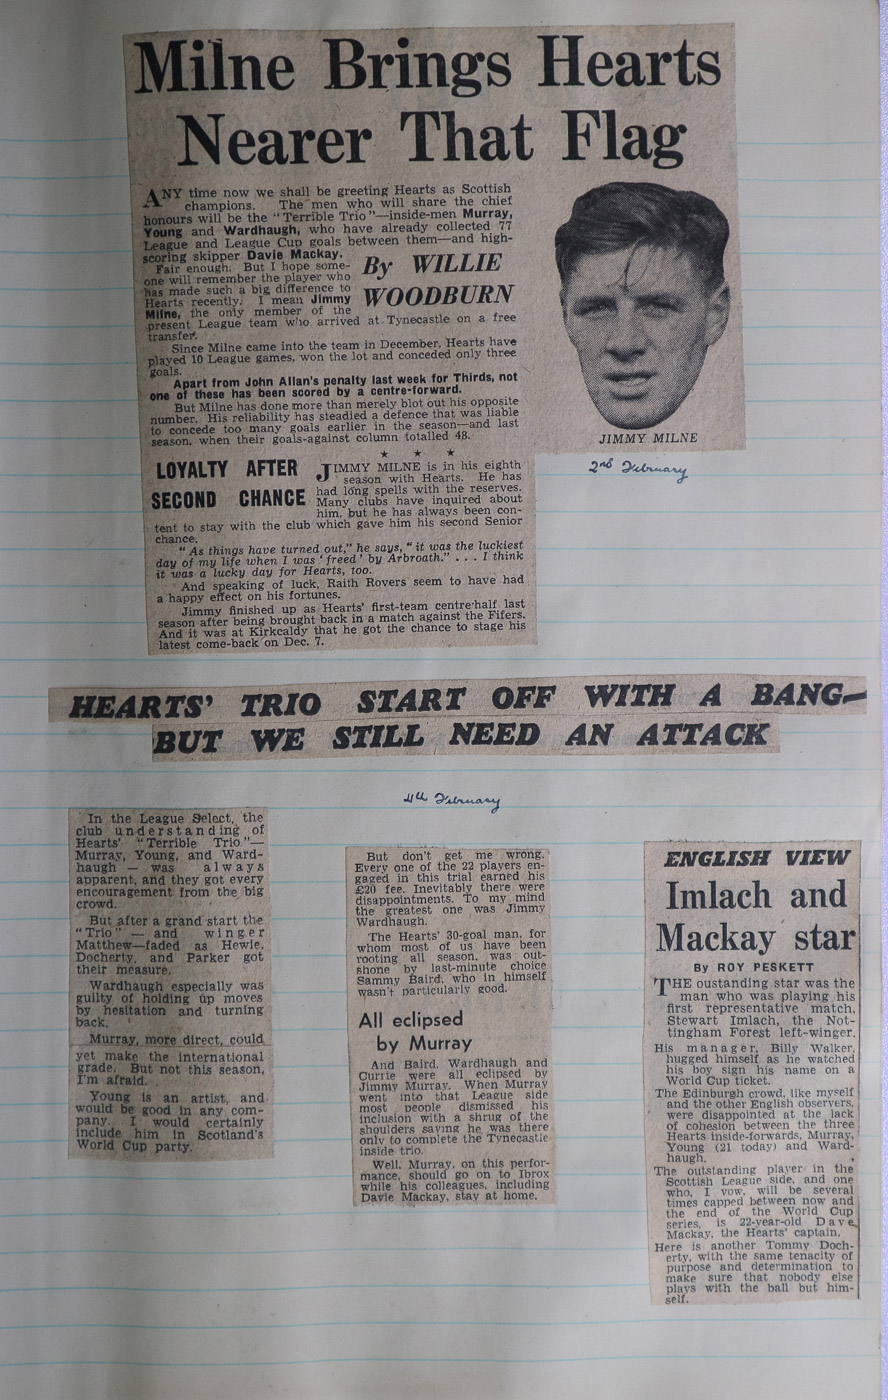 Milne Brings Hearts
Nearer That Flag
ANY time now we shall be greeting Hearts as Scottish
champions. The men who will share the chief
honours will be the "Terrible Trio"—inside-men Murray,
Young and Wardhaugh, who have already collected 77
League and League Cup goals between them—and high-
scoring skipper Davie Mackay.
Fair enough. But I hope some-
one will remember the player who
has made such a big difference to
Hearts recently. I mean Jimmy
Milne, the only member of the
present League team who arrived at Tynecastle on a free
transfer.
By WILLIE
WOODBURN
Since Milne came into the team in December, Hearts have
played 10 League games, won the lot and conceded only three
goals.
Apart from John Allan's penalty last week for Thirds, not
one of these has been scored by a centre-forward.
But Milne has done more than merely blot out his opposite
number. His reliability has steadied a defence that was liable
to concede too many goals earlier in the season—and last
season, when their goals-against column totalled 48.
★ ★ ★
JIMMY MILNE
2nd February
LOYALTY AFTER
SECOND CHANCE
JIMMY MILNE is in his eighth
season with Hearts. He has
had long spells with the reserves.
Many clubs have inquired about
him, but he has always been con-
tent to stay with the club which gave him his second Senior
chance.
"As things have turned out," he says, "it was the luckiest
day of my life when I was 'freed' by Arbroath." . . . I think
it was a lucky day for Hearts, too.
And speaking of luck, Raith Rovers seem to have had
a happy effect on his fortunes.
Jimmy finished up as Hearts' first-team centre-half last
season after being brought back in a match against the Fifers.
And it was at Kirkcaldy that he got the chance to stage his
latest come-back on Dec. 7.
HEARTS' TRIO START OFF WITH A BANG—
BUT WE STILL NEED AN ATTACK
4th February
In the League Select, the
club understanding of
Hearts' "Terrible Trio"—
Murray, Young, and Ward-
haugh — was always
apparent, and they got every
encouragement from the big
crowd.
But after a grand start the
"Trio" — and winger
Matthew—faded as Hewie,
Docherty, and Parker got
their measure.
Wardhaugh especially was
guilty of holding up moves
by hesitation and turning
back.
Murray, more direct, could
yet make the international
grade. But not this season,
I'm afraid.
Young is an artist, and
would be good in any com-
pany. I would certainly
include him in Scotland's
World Cup party.
But don't get me wrong.
Every one of the 22 players en-
gaged in this trial earned his
£20 fee. Inevitably there were
disappointments. To my mind
the greatest one was Jimmy
Wardhaugh.
The Hearts' 30-goal man, for
whom most of us have been
rooting all season, was out-
shone by last-minute choice
Sammy Baird, who in himself
wasn't particularly good.
All eclipsed
by Murray
And Baird, Wardhaugh and
Currie were all eclipsed by
Jimmy Murray. When Murray
went into that League side
most people dismissed his
inclusion with a shrug of the
shoulders saying he was there
only to complete the Tynecastle
inside trio.
Well, Murray, on this perfor-
mance, should go on to Ibrox
while his colleagues, including
Davie Mackay, stay at home.
ENGLISH VIEW
Imlach and
Mackay star
By ROY PESKETT
THE oustanding star was the
man who was playing his
first representative match,
Stewart Imlach, the Not-
tingham Forest left-winger.
His manager, Billy Walker,
hugged himself as he watched
his boy sign his name on a
World Cup ticket.
The Edinburgh crowd, like myself
and the other English observers,
were disappointed at the lack
of cohesion between the three
Hearts inside-forwards, Murray,
Young (21 today) and Ward-
haugh.
The outstanding player in the
Scottish League side, and one
who, I vow, will be several
times capped between now and
the end of the World Cup
series, is 22-year-old Dave
Mackay, the Hearts' captain.
Here is another Tommy Doch-
erty, with the same tenacity of
purpose and determination to
make sure that nobody else
plays with the ball but him-
self.